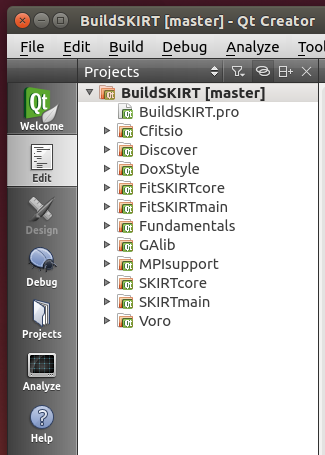 BuildSKIRT [master] - Qt Creator
File Edit Build Debug Analyze
Projects
BuildSKIRT [master]
BuildSKIRT.pro
Cfitsio
Discover
DoxStyle
FitSKIRTcore
FitSKIRTmain
Fundamentals
GAlib
MPIsupport
SKIRTcore
SKIRTmain
Voro
Qt
Welcome
Edit
Design
Debug
Projects
Analyze
Help